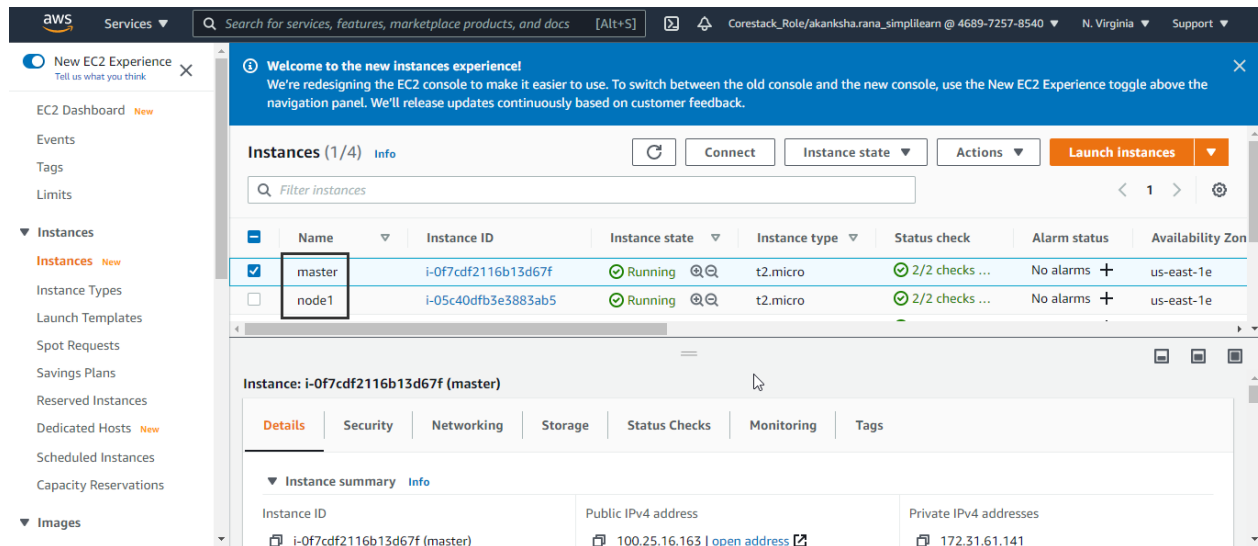 aws Services ▼ Search for services, features, marketplace products, and docs [Alt+S] Corestack_Role/akanksha.rana_simplilearn @ 4689-7257-8540 ▼ N. Virginia ▼ Support ▼
New EC2 Experience
Tell us what you think
EC2 Dashboard New
Events
Tags
Limits
▼ Instances
Instances New
Instance Types
Launch Templates
Spot Requests
Savings Plans
Reserved Instances
Dedicated Hosts New
Scheduled Instances
Capacity Reservations
▼ Images
Welcome to the new instances experience!
We're redesigning the EC2 console to make it easier to use. To switch between the old console and the new console, use the New EC2 Experience toggle above the
navigation panel. We'll release updates continuously based on customer feedback.
Instances (1/4) Info Connect Instance state ▼ Actions ▼ Launch instances ▼
Filter instances < 1 >
Name Instance ID Instance state Instance type Status check Alarm status Availability Zon
master i-0f7cdf2116b13d67f Running t2.micro 2/2 checks ... No alarms + us-east-1e
node1 i-05c40dfb3e3883ab5 Running t2.micro 2/2 checks ... No alarms + us-east-1e
Instance: i-0f7cdf2116b13d67f (master)
Details Security Networking Storage Status Checks Monitoring Tags
▼ Instance summary Info
Instance ID Public IPv4 address Private IPv4 addresses
i-0f7cdf2116b13d67f (master) 100.25.16.163 | open address 172.31.61.141